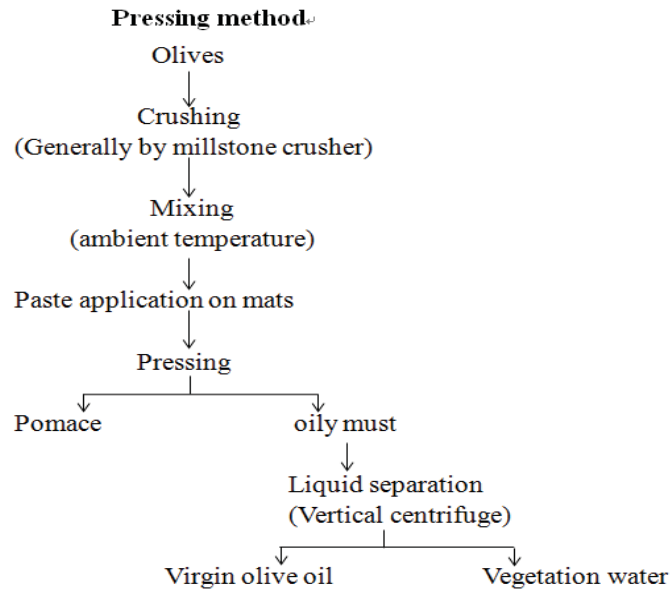 Pressing method↵
Olives
Crushing
(Generally by millstone crusher)
Mixing
(ambient temperature)
Paste application on mats
Pressing
Pomace
oily must
Liquid separation
(Vertical centrifuge)
Virgin olive oil
Vegetation water